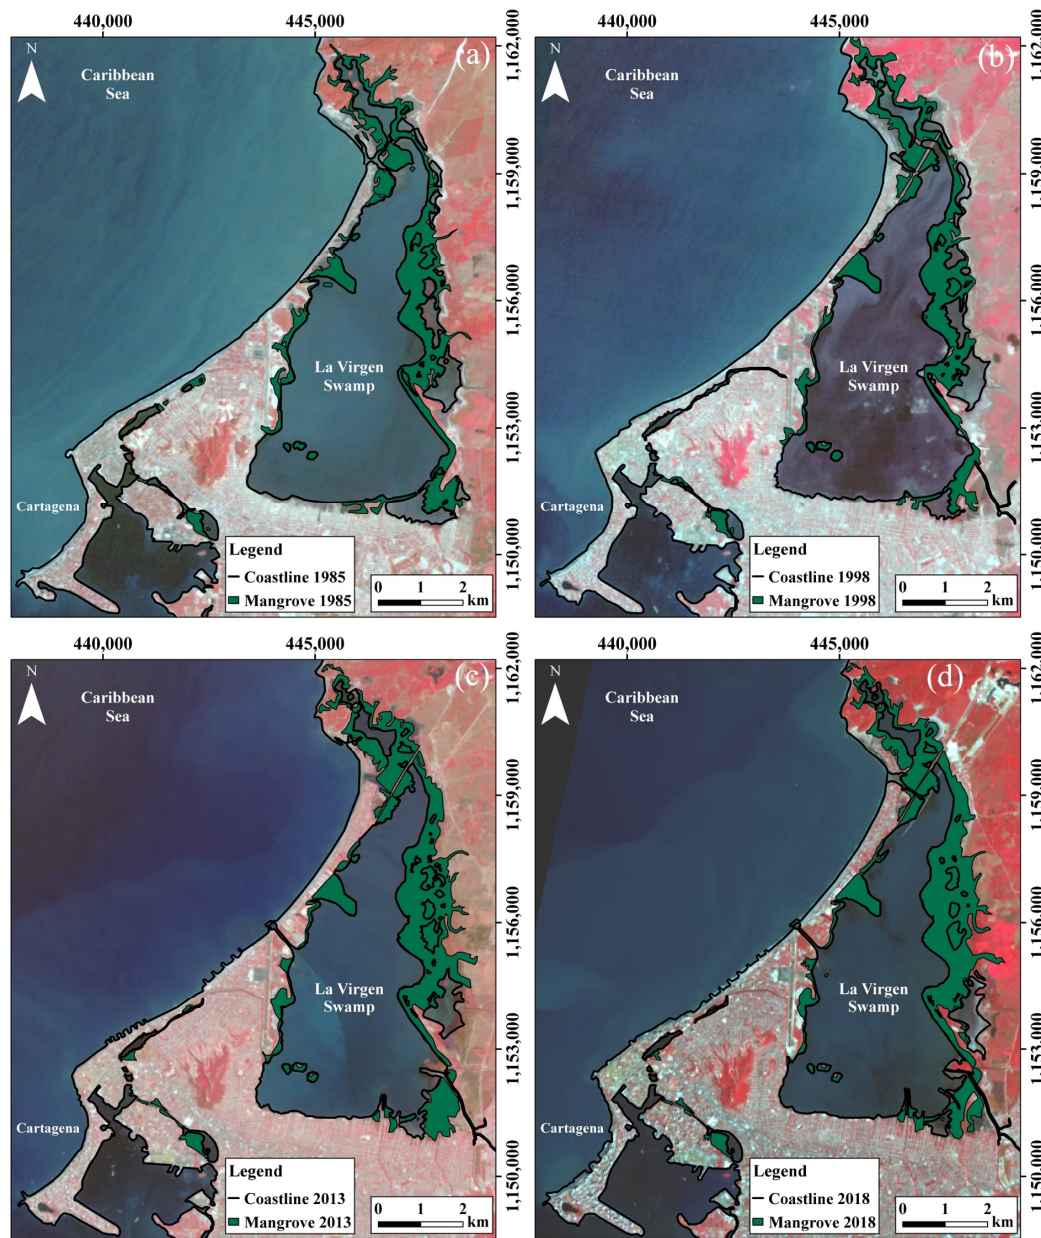 440,000 445,000
440,000 445,000
N
Caribbean
Sea
(a)
La Virgen
Swamp
Cartagena
Legend
Coastline 1985
Mangrove 1985
0 1 2
km
1,162,000
1,159,000
1,156,000
1,153,000
1,150,000
N
Caribbean
Sea
(b)
La Virgen
Swamp
Cartagena
Legend
Coastline 1998
Mangrove 1998
0 1 2
km
1,162,000
1,159,000
1,156,000
1,153,000
1,150,000
440,000 445,000
440,000 445,000
N
Caribbean
Sea
(c)
La Virgen
Swamp
Cartagena
Legend
Coastline 2013
Mangrove 2013
0 1 2
km
1,162,000
1,159,000
1,156,000
1,153,000
1,150,000
N
Caribbean
Sea
(d)
La Virgen
Swamp
Cartagena
Legend
Coastline 2018
Mangrove 2018
0 1 2
km
1,162,000
1,159,000
1,156,000
1,153,000
1,150,000